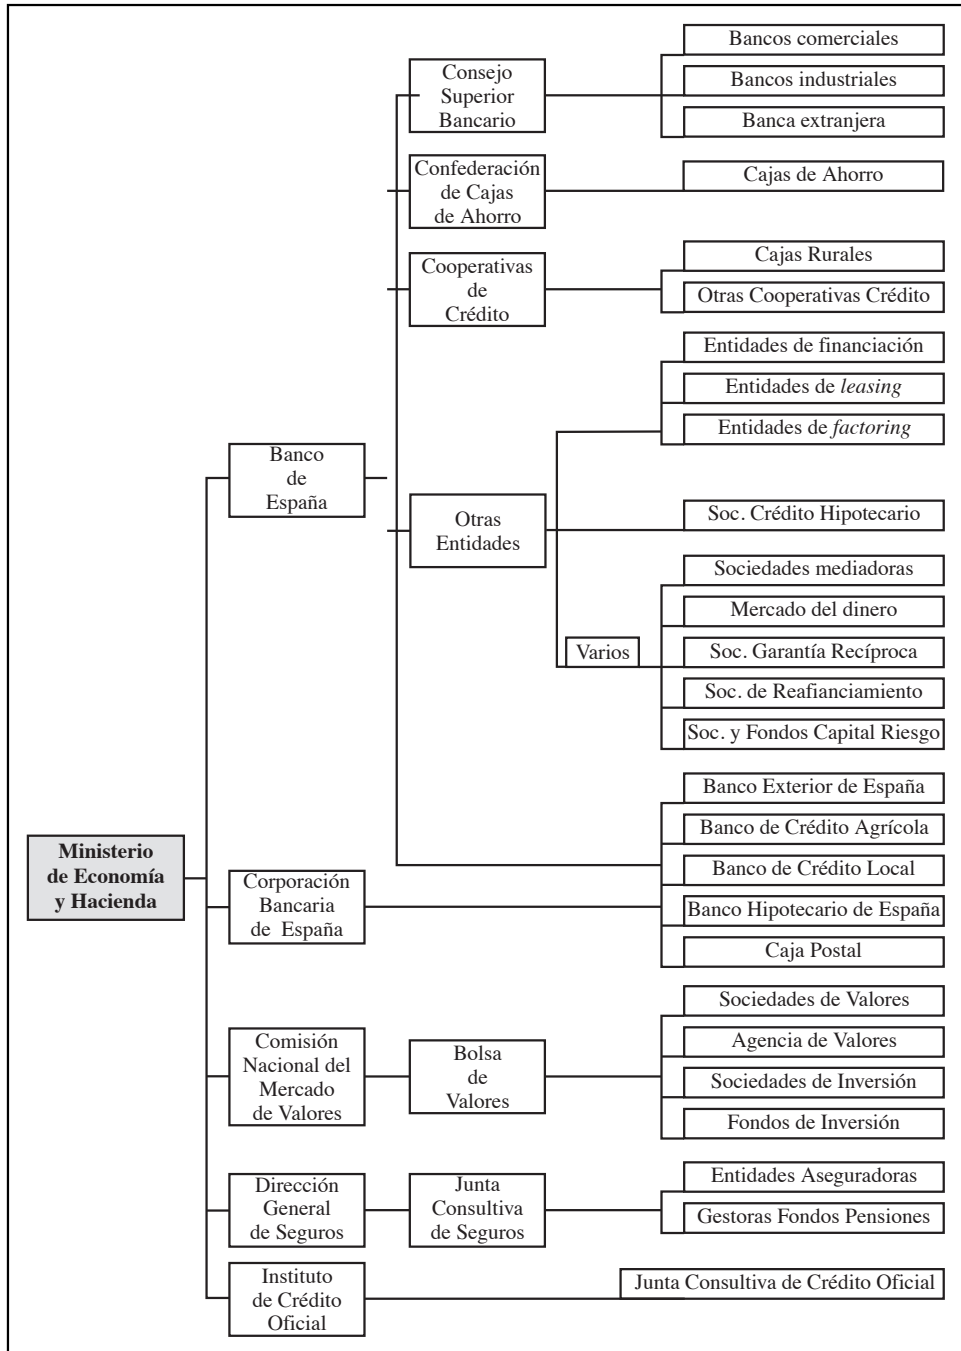 Bancos comerciales
Consejo
Superior
Bancario
Bancos industriales
Banca extranjera
Confederación
de Cajas
de Ahorro
Cajas de Ahorro
Cooperativas
de
Crédito
Cajas Rurales
Otras Cooperativas Crédito
Entidades de financiación
Entidades de leasing
Entidades de factoring
Banco
de
España
Otras
Entidades
Soc. Crédito Hipotecario
Sociedades mediadoras
Mercado del dinero
Varios
Soc. Garantía Recíproca
Soc. de Reafianciamiento
Soc. y Fondos Capital Riesgo
Banco Exterior de España
Banco de Crédito Agrícola
Banco de Crédito Local
Banco Hipotecario de España
Caja Postal
Ministerio
de Economía
y Hacienda
Corporación
Bancaria
de España
Sociedades de Valores
Agencia de Valores
Sociedades de Inversión
Fondos de Inversión
Comisión
Nacional del
Mercado
de Valores
Bolsa
de
Valores
Dirección
General
de Seguros
Junta
Consultiva
de Seguros
Entidades Aseguradoras
Gestoras Fondos Pensiones
Instituto
de Crédito
Oficial
Junta Consultiva de Crédito Oficial